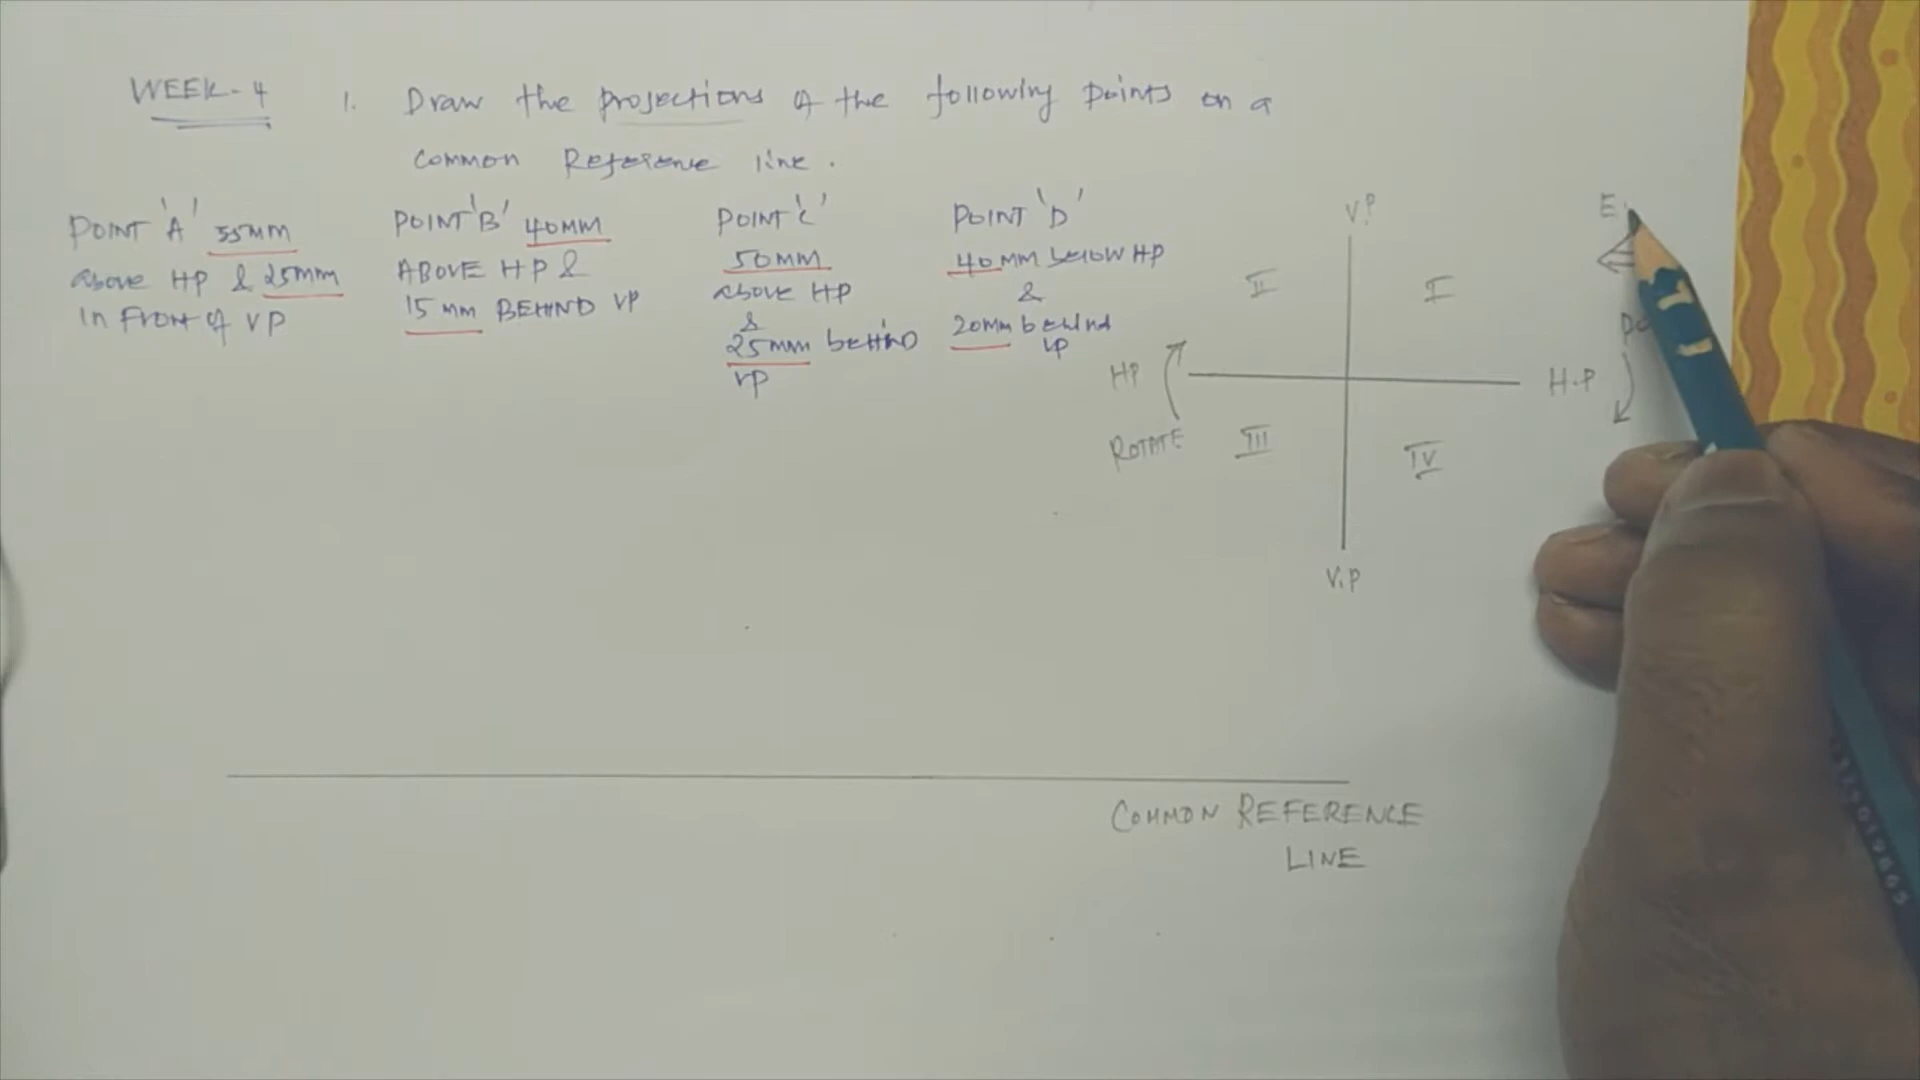 WEEK-4
1. Draw the projections of the following points on a
common Reference line.
POINT 'A' 55MM
above HP & 25mm
in Front of VP
POINT 'B' 40MM
ABOVE HP &
15 mm BEHIND VP
POINT 'C'
50MM
above HP
&
25mm behind
VP
POINT 'D'
40MM below HP
&
20mm behind
VP
V.P
II
I
HP
H.P
ROTATE
III
IV
V.P
COMMON REFERENCE
LINE